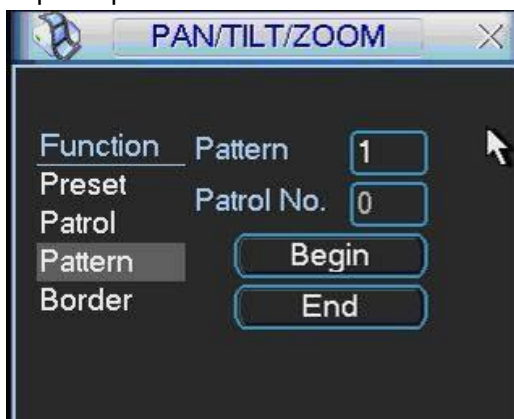 PAN/TILT/ZOOM
Function
Preset
Patrol
Pattern
Border
Pattern 1
Patrol No. 0
Begin
End